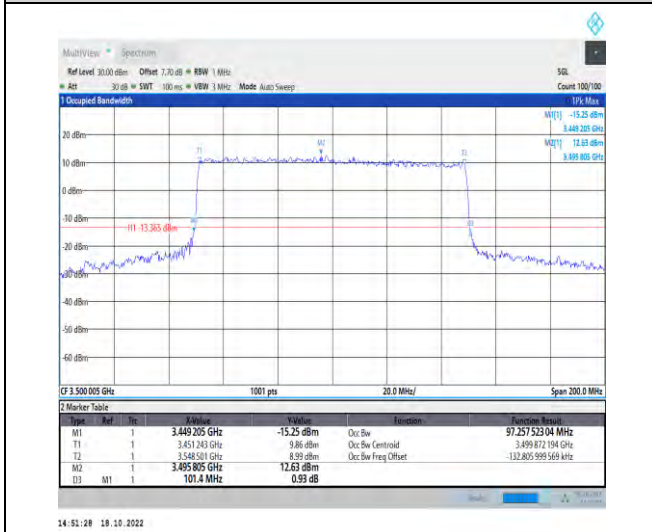 MultiView Spectrum
Ref Level 30.00 dBm Offset 7.70 dB RBW 1 MHz SGL
Att 30 dB SWT 100 ms VBW 3 MHz Mode Auto Sweep Count 100/100
1 Occupied Bandwidth 1Pk Max
M1[1] -15.25 dBm
3.449 205 GHz
20 dBm
M2[1] 12.63 dBm
3.495 805 GHz
T1 M2 T2
10 dBm
0 dBm
-10 dBm
H1 -13.365 dBm
-20 dBm
-30 dBm
-40 dBm
-50 dBm
-60 dBm
CF 3.500 005 GHz 1001 pts 20.0 MHz/ Span 200.0 MHz
2 Marker Table
Type Ref Trc X-Value Y-Value Function Function Result
M1 1 3.449 205 GHz -15.25 dBm Occ Bw 97.257 523 04 MHz
T1 1 3.451 243 GHz 9.86 dBm Occ Bw Centroid 3.499 872 194 GHz
T2 1 3.548 501 GHz 8.99 dBm Occ Bw Freq Offset -132.805 999 569 kHz
M2 1 3.495 805 GHz 12.63 dBm
D3 M1 1 101.4 MHz 0.93 dB
14:51:28 18.10.2022